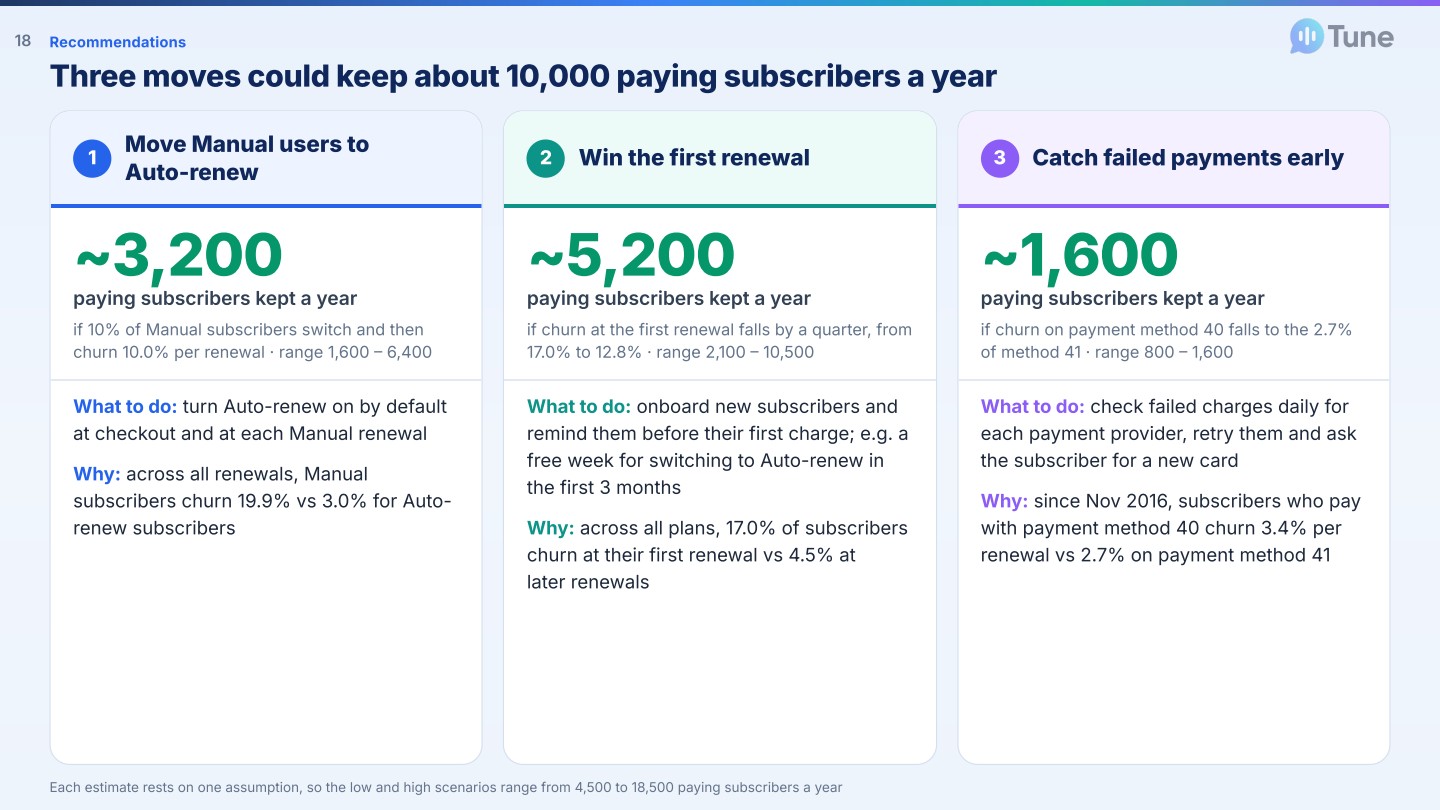 18
Recommendations
Tune
Three moves could keep about 10,000 paying subscribers a year
1
Move Manual users to
Auto-renew
~3,200
paying subscribers kept a year
if 10% of Manual subscribers switch and then
churn 10.0% per renewal · range 1,600 – 6,400
What to do: turn Auto-renew on by default
at checkout and at each Manual renewal
Why: across all renewals, Manual
subscribers churn 19.9% vs 3.0% for Auto-
renew subscribers
2
Win the first renewal
~5,200
paying subscribers kept a year
if churn at the first renewal falls by a quarter, from
17.0% to 12.8% · range 2,100 – 10,500
What to do: onboard new subscribers and
remind them before their first charge; e.g. a
free week for switching to Auto-renew in
the first 3 months
Why: across all plans, 17.0% of subscribers
churn at their first renewal vs 4.5% at
later renewals
3
Catch failed payments early
~1,600
paying subscribers kept a year
if churn on payment method 40 falls to the 2.7%
of method 41 · range 800 – 1,600
What to do: check failed charges daily for
each payment provider, retry them and ask
the subscriber for a new card
Why: since Nov 2016, subscribers who pay
with payment method 40 churn 3.4% per
renewal vs 2.7% on payment method 41
Each estimate rests on one assumption, so the low and high scenarios range from 4,500 to 18,500 paying subscribers a year